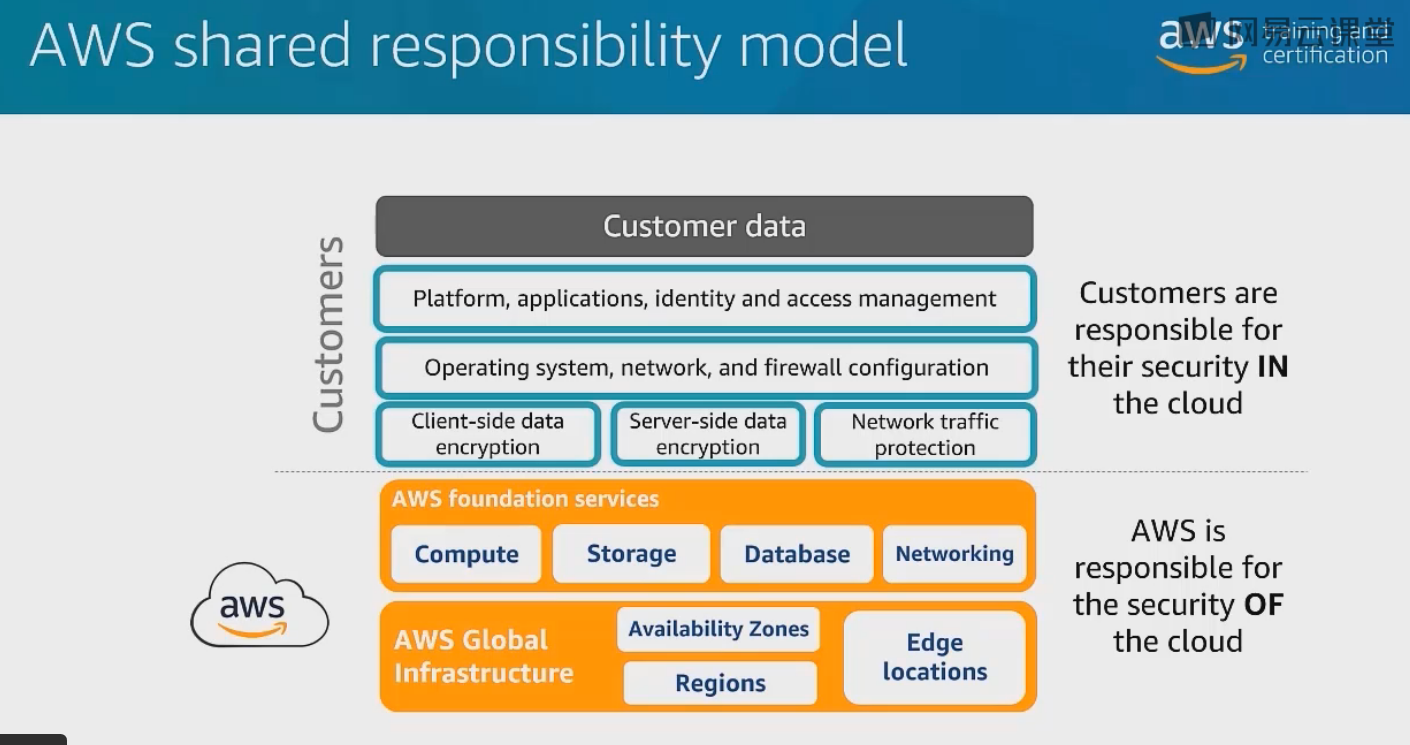 AWS shared responsibility model
aws training and
certification
网易云课堂
Customers
Customer data
Platform, applications, identity and access management
Operating system, network, and firewall configuration
Client-side data
encryption
Server-side data
encryption
Network traffic
protection
Customers are
responsible for
their security IN
the cloud
aws
AWS foundation services
Compute
Storage
Database
Networking
AWS Global
Infrastructure
Availability Zones
Regions
Edge
locations
AWS is
responsible for
the security OF
the cloud